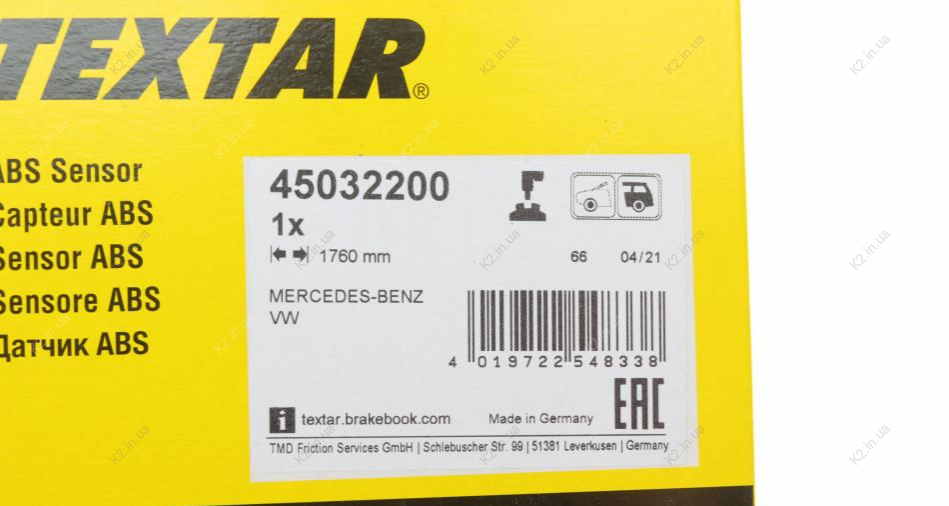 TEXTAR®
ABS Sensor
Capteur ABS
Sensor ABS
Sensore ABS
Датчик ABS
45032200
1x
1760 mm
66 04/21
MERCEDES-BENZ
VW
4 019722 548338
EAC
i textar.brakebook.com Made in Germany
TMD Friction Services GmbH | Schlebuscher Str. 99 | 51381 Leverkusen | Germany
K2.in.ua